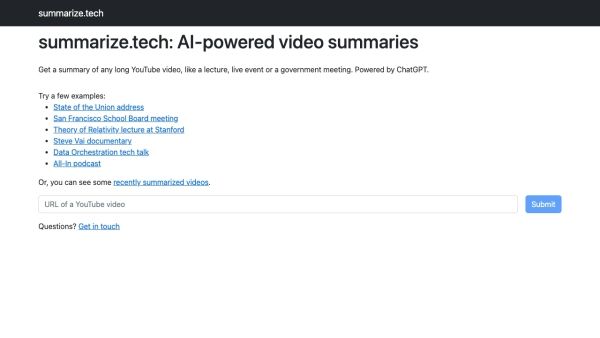 summarize.tech
summarize.tech: AI-powered video summaries
Get a summary of any long YouTube video, like a lecture, live event or a government meeting. Powered by ChatGPT.
Try a few examples:
State of the Union address
San Francisco School Board meeting
Theory of Relativity lecture at Stanford
Steve Vai documentary
Data Orchestration tech talk
All-In podcast
Or, you can see some recently summarized videos.
URL of a YouTube video
Submit
Questions? Get in touch